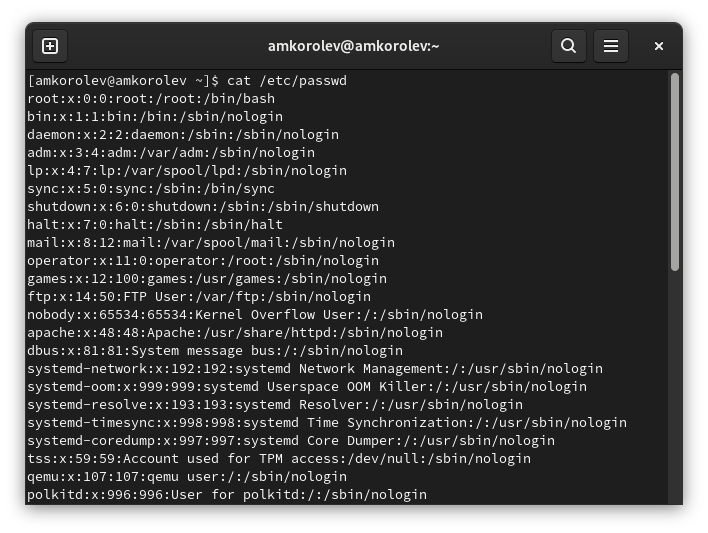 amkorolev@amkorolev:~
[amkorolev@amkorolev ~]$ cat /etc/passwd
root:x:0:0:root:/root:/bin/bash
bin:x:1:1:bin:/bin:/sbin/nologin
daemon:x:2:2:daemon:/sbin:/sbin/nologin
adm:x:3:4:adm:/var/adm:/sbin/nologin
lp:x:4:7:lp:/var/spool/lpd:/sbin/nologin
sync:x:5:0:sync:/sbin:/bin/sync
shutdown:x:6:0:shutdown:/sbin:/sbin/shutdown
halt:x:7:0:halt:/sbin:/sbin/halt
mail:x:8:12:mail:/var/spool/mail:/sbin/nologin
operator:x:11:0:operator:/root:/sbin/nologin
games:x:12:100:games:/usr/games:/sbin/nologin
ftp:x:14:50:FTP User:/var/ftp:/sbin/nologin
nobody:x:65534:65534:Kernel Overflow User:/:/sbin/nologin
apache:x:48:48:Apache:/usr/share/httpd:/sbin/nologin
dbus:x:81:81:System message bus:/:/sbin/nologin
systemd-network:x:192:192:systemd Network Management:/:/usr/sbin/nologin
systemd-oom:x:999:999:systemd Userspace OOM Killer:/:/usr/sbin/nologin
systemd-resolve:x:193:193:systemd Resolver:/:/usr/sbin/nologin
systemd-timesync:x:998:998:systemd Time Synchronization:/:/usr/sbin/nologin
systemd-coredump:x:997:997:systemd Core Dumper:/:/usr/sbin/nologin
tss:x:59:59:Account used for TPM access:/dev/null:/sbin/nologin
qemu:x:107:107:qemu user:/:/sbin/nologin
polkitd:x:996:996:User for polkitd:/:/sbin/nologin